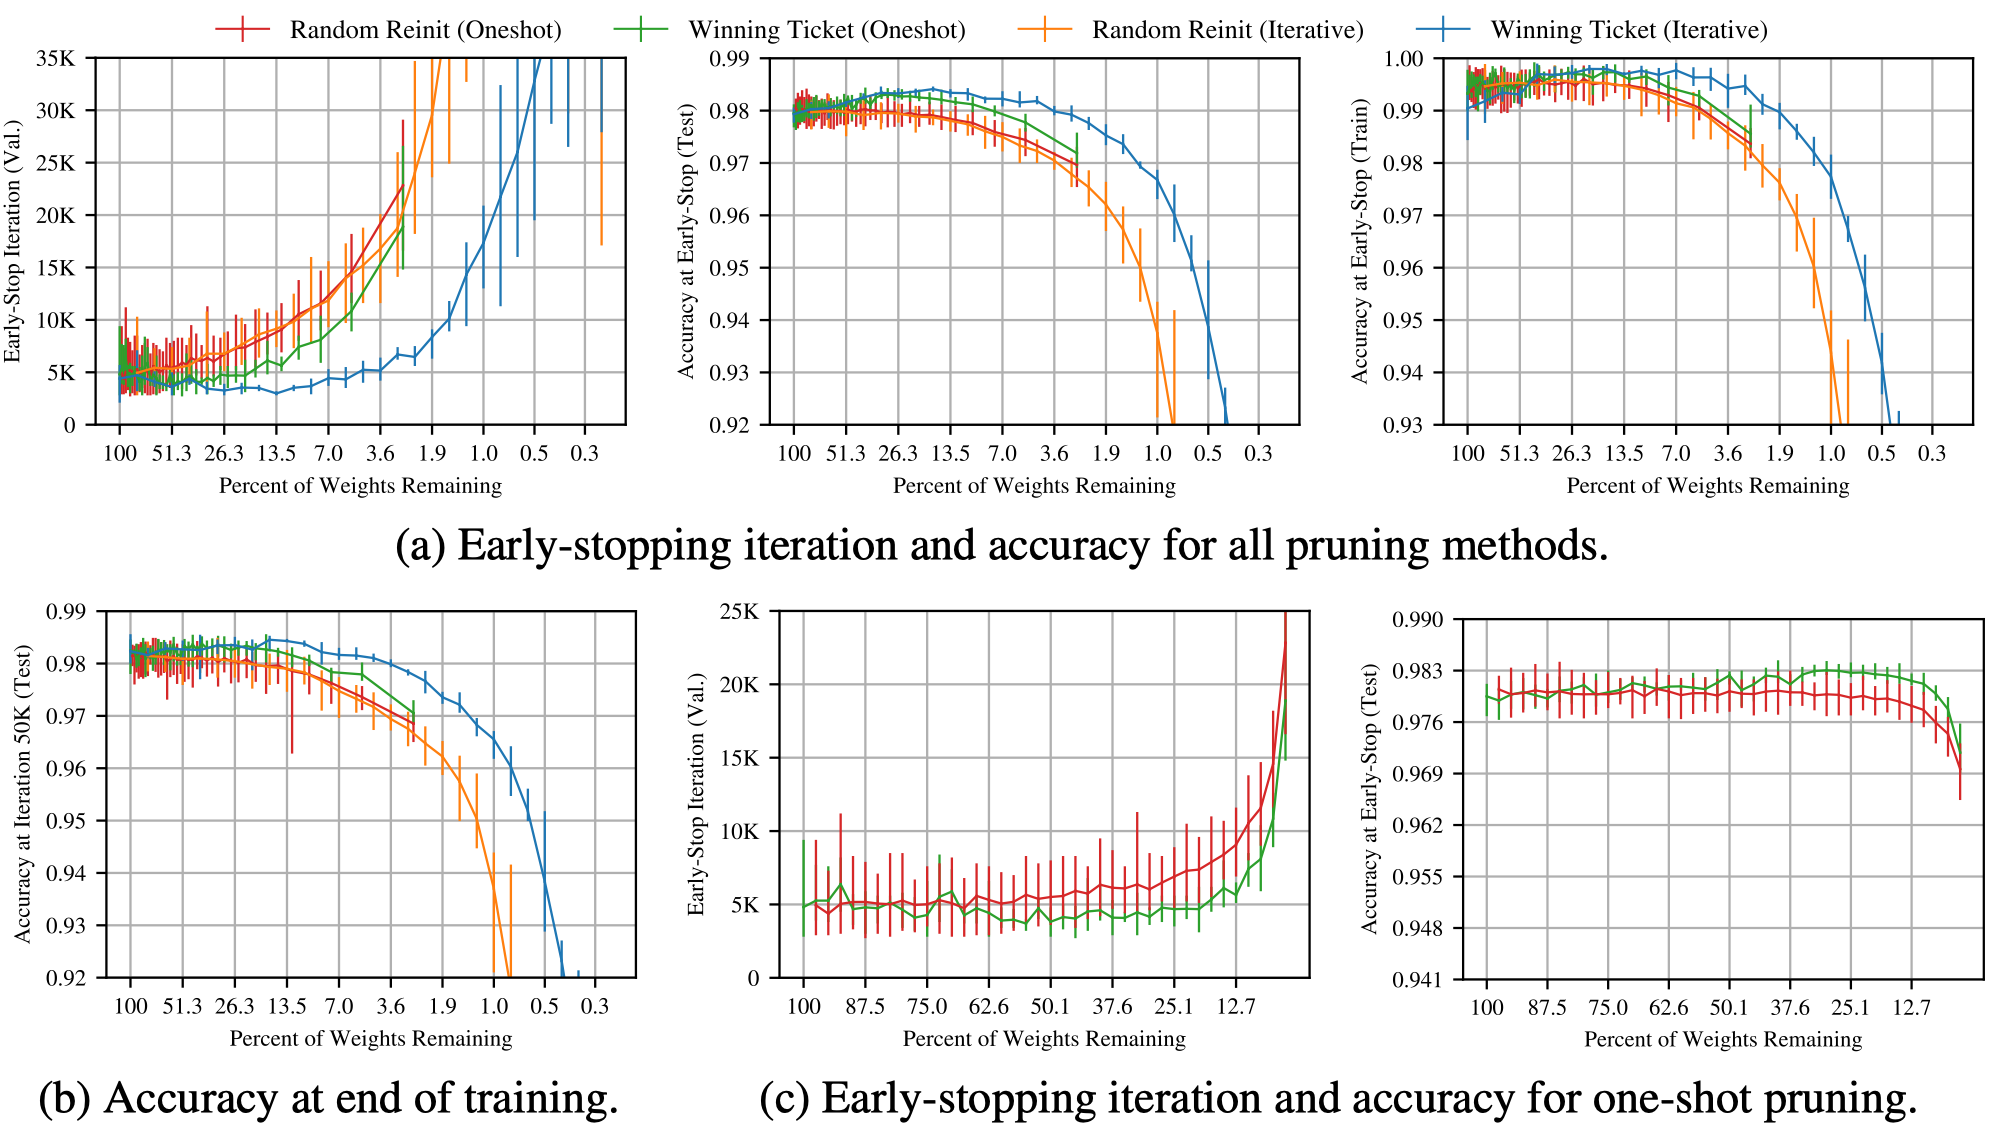 Random Reinit (Oneshot) Winning Ticket (Oneshot) Random Reinit (Iterative) Winning Ticket (Iterative)
Early-Stop Iteration (Val.)
35K
30K
25K
20K
15K
10K
5K
0
100 51.3 26.3 13.5 7.0 3.6 1.9 1.0 0.5 0.3
Percent of Weights Remaining
Accuracy at Early-Stop (Test)
0.99
0.98
0.97
0.96
0.95
0.94
0.93
0.92
100 51.3 26.3 13.5 7.0 3.6 1.9 1.0 0.5 0.3
Percent of Weights Remaining
Accuracy at Early-Stop (Train)
1.00
0.99
0.98
0.97
0.96
0.95
0.94
0.93
100 51.3 26.3 13.5 7.0 3.6 1.9 1.0 0.5 0.3
Percent of Weights Remaining
(a) Early-stopping iteration and accuracy for all pruning methods.
Accuracy at Iteration 50K (Test)
0.99
0.98
0.97
0.96
0.95
0.94
0.93
0.92
100 51.3 26.3 13.5 7.0 3.6 1.9 1.0 0.5 0.3
Percent of Weights Remaining
(b) Accuracy at end of training.
Early-Stop Iteration (Val.)
25K
20K
15K
10K
5K
0
100 87.5 75.0 62.6 50.1 37.6 25.1 12.7
Percent of Weights Remaining
Accuracy at Early-Stop (Test)
0.990
0.983
0.976
0.969
0.962
0.955
0.948
0.941
100 87.5 75.0 62.6 50.1 37.6 25.1 12.7
Percent of Weights Remaining
(c) Early-stopping iteration and accuracy for one-shot pruning.